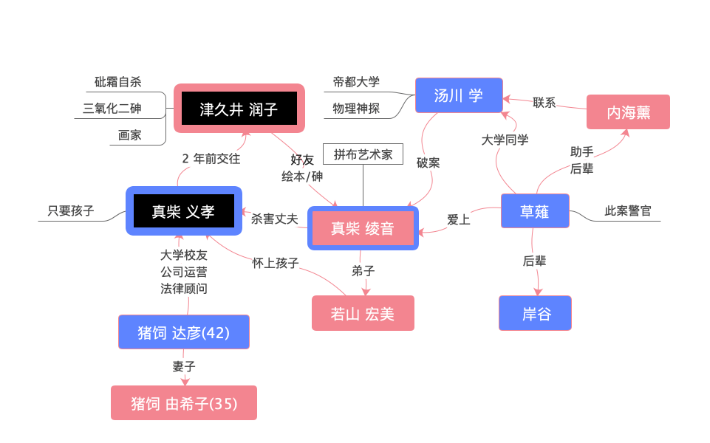 砒霜自杀
三氧化二砷
画家
津久井 润子
帝都大学
物理神探
汤川 学
联系
内海薰
大学同学
助手
后辈
2 年前交往
好友
绘本/砷
拼布艺术家
破案
只要孩子
真柴 义孝
杀害丈夫
真柴 绫音
爱上
草薙
此案警官
大学校友
公司运营
法律顾问
怀上孩子
弟子
后辈
猪饲 达彦(42)
若山 宏美
岸谷
妻子
猪饲 由希子(35)